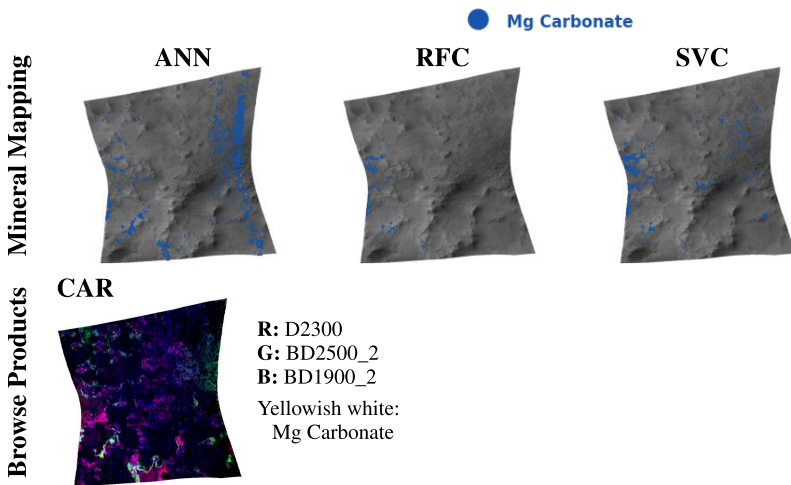 Mg Carbonate
ANN
RFC
SVC
Mineral Mapping
CAR
Browse Products
R: D2300
G: BD2500_2
B: BD1900_2
Yellowish white:
Mg Carbonate